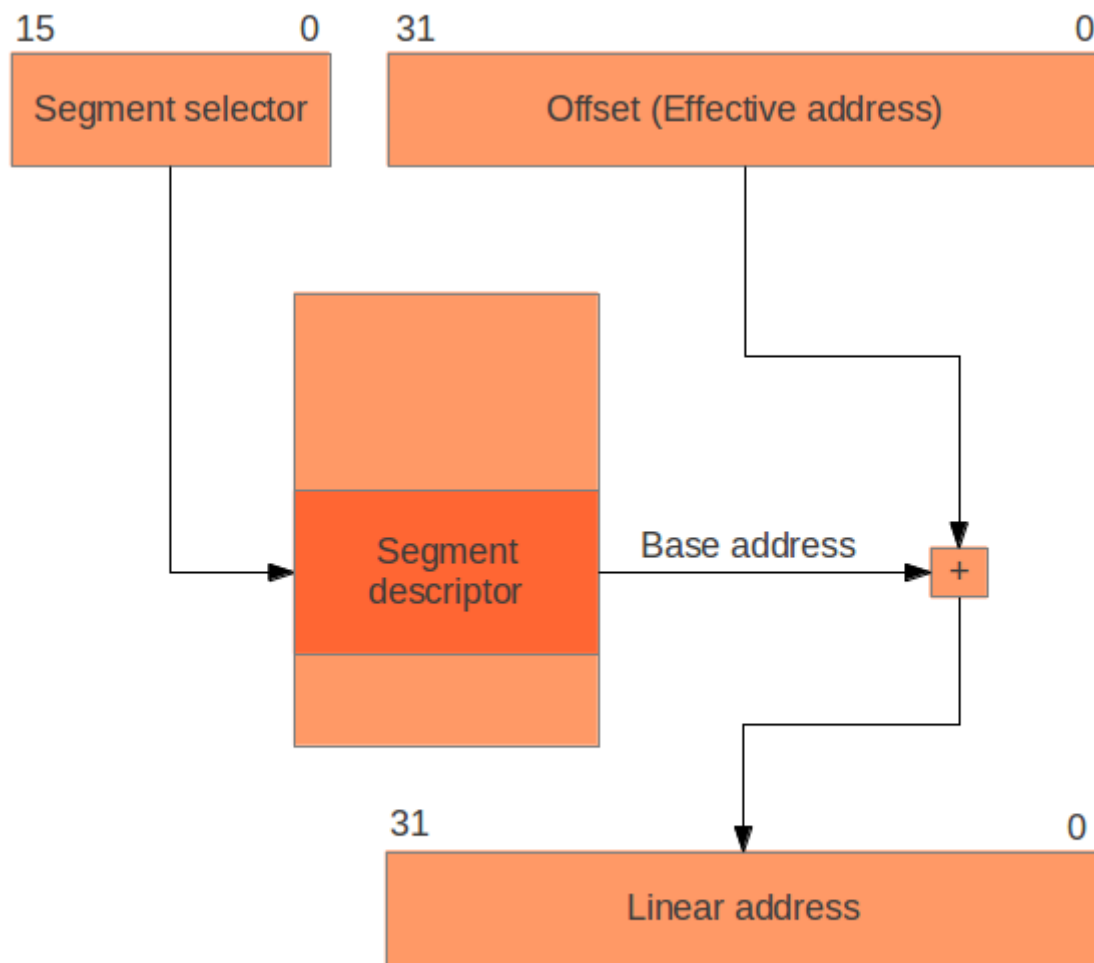 15 0 31 0
Segment selector
Offset (Effective address)
Segment
descriptor
Base address
+
31 0
Linear address